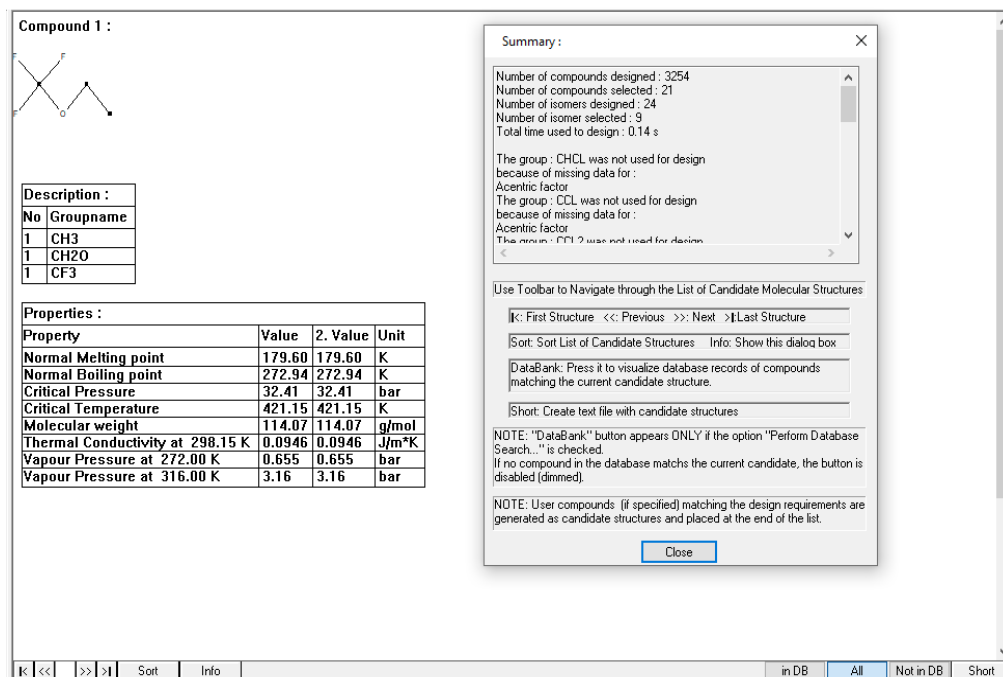 Compound 1 :
F
F
F
O
Description :
No Groupname
1 CH3
1 CH2O
1 CF3
Properties :
Property Value 2. Value Unit
Normal Melting point 179.60 179.60 K
Normal Boiling point 272.94 272.94 K
Critical Pressure 32.41 32.41 bar
Critical Temperature 421.15 421.15 K
Molecular weight 114.07 114.07 g/mol
Thermal Conductivity at 298.15 K 0.0946 0.0946 J/m*K
Vapour Pressure at 272.00 K 0.655 0.655 bar
Vapour Pressure at 316.00 K 3.16 3.16 bar
Summary :
Number of compounds designed : 3254
Number of compounds selected : 21
Number of isomers designed : 24
Number of isomer selected : 9
Total time used to design : 0.14 s
The group : CHCL was not used for design
because of missing data for :
Acentric factor
The group : CCL was not used for design
because of missing data for :
Acentric factor
The group : CCL2 was not used for design
Use Toolbar to Navigate through the List of Candidate Molecular Structures
|<: First Structure <<: Previous >>: Next >|:Last Structure
Sort: Sort List of Candidate Structures Info: Show this dialog box
DataBank: Press it to visualize database records of compounds
matching the current candidate structure.
Short: Create text file with candidate structures
NOTE: "DataBank" button appears ONLY if the option "Perform Database
Search..." is checked.
If no compound in the database matchs the current candidate, the button is
disabled (dimmed).
NOTE: User compounds (if specified) matching the design requirements are
generated as candidate structures and placed at the end of the list.
Close
|< << >> >| Sort Info in DB All Not in DB Short